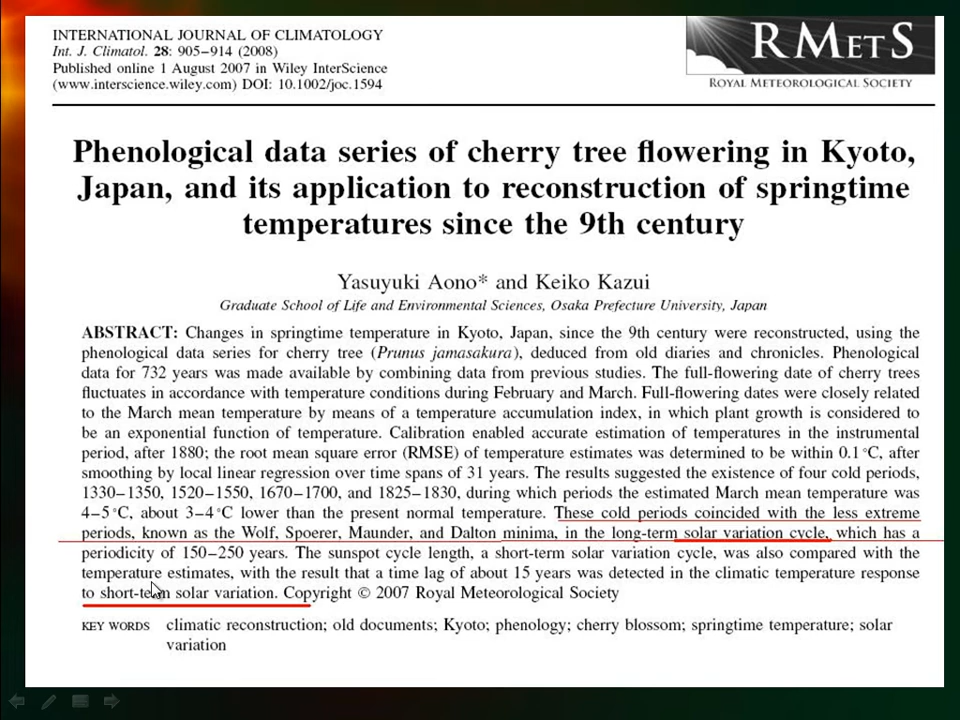 INTERNATIONAL JOURNAL OF CLIMATOLOGY
Int. J. Climatol. 28: 905–914 (2008)
Published online 1 August 2007 in Wiley InterScience
(www.interscience.wiley.com) DOI: 10.1002/joc.1594
RMETS
ROYAL METEOROLOGICAL SOCIETY
Phenological data series of cherry tree flowering in Kyoto,
Japan, and its application to reconstruction of springtime
temperatures since the 9th century
Yasuyuki Aono* and Keiko Kazui
Graduate School of Life and Environmental Sciences, Osaka Prefecture University, Japan
ABSTRACT: Changes in springtime temperature in Kyoto, Japan, since the 9th century were reconstructed, using the
phenological data series for cherry tree (Prunus jamasakura), deduced from old diaries and chronicles. Phenological
data for 732 years was made available by combining data from previous studies. The full-flowering date of cherry trees
fluctuates in accordance with temperature conditions during February and March. Full-flowering dates were closely related
to the March mean temperature by means of a temperature accumulation index, in which plant growth is considered to
be an exponential function of temperature. Calibration enabled accurate estimation of temperatures in the instrumental
period, after 1880; the root mean square error (RMSE) of temperature estimates was determined to be within 0.1 °C, after
smoothing by local linear regression over time spans of 31 years. The results suggested the existence of four cold periods,
1330–1350, 1520–1550, 1670–1700, and 1825–1830, during which periods the estimated March mean temperature was
4–5 °C, about 3–4 °C lower than the present normal temperature. These cold periods coincided with the less extreme
periods, known as the Wolf, Spoerer, Maunder, and Dalton minima, in the long-term solar variation cycle, which has a
periodicity of 150–250 years. The sunspot cycle length, a short-term solar variation cycle, was also compared with the
temperature estimates, with the result that a time lag of about 15 years was detected in the climatic temperature response
to short-term solar variation. Copyright © 2007 Royal Meteorological Society
KEY WORDS climatic reconstruction; old documents; Kyoto; phenology; cherry blossom; springtime temperature; solar
variation